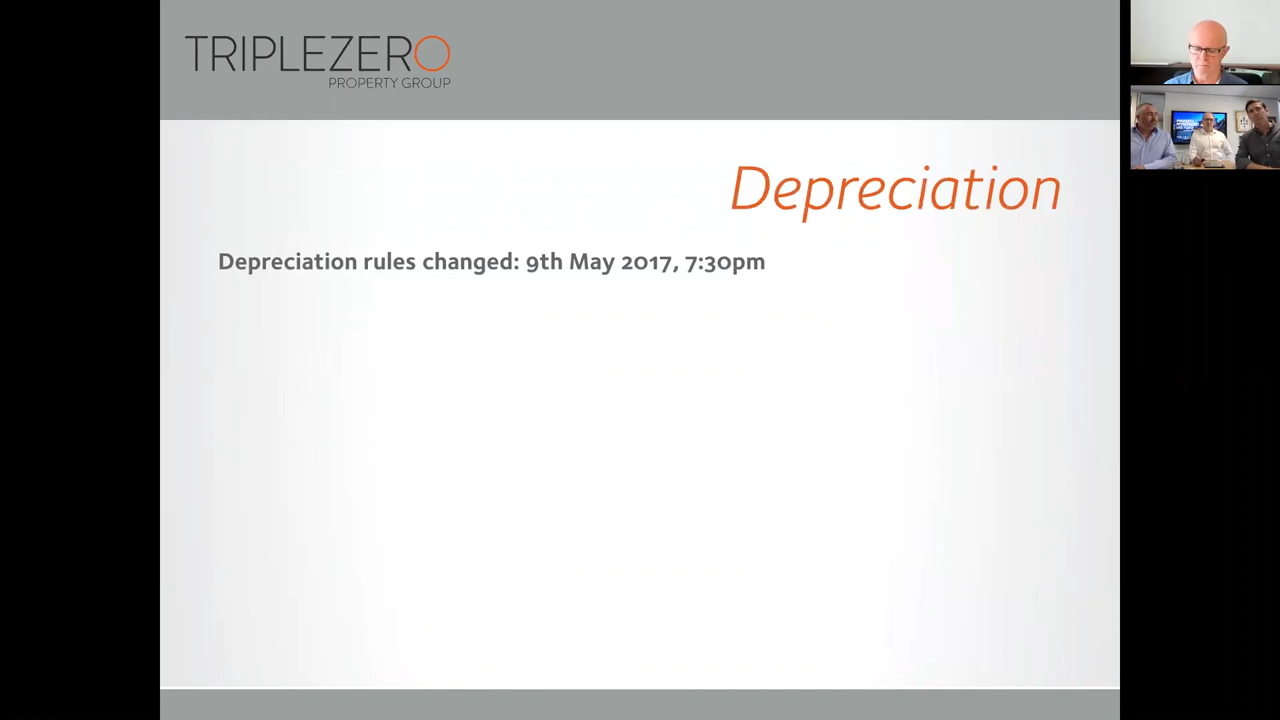 TRIPLEZERO
PROPERTY GROUP
Depreciation
Depreciation rules changed: 9th May 2017, 7:30pm